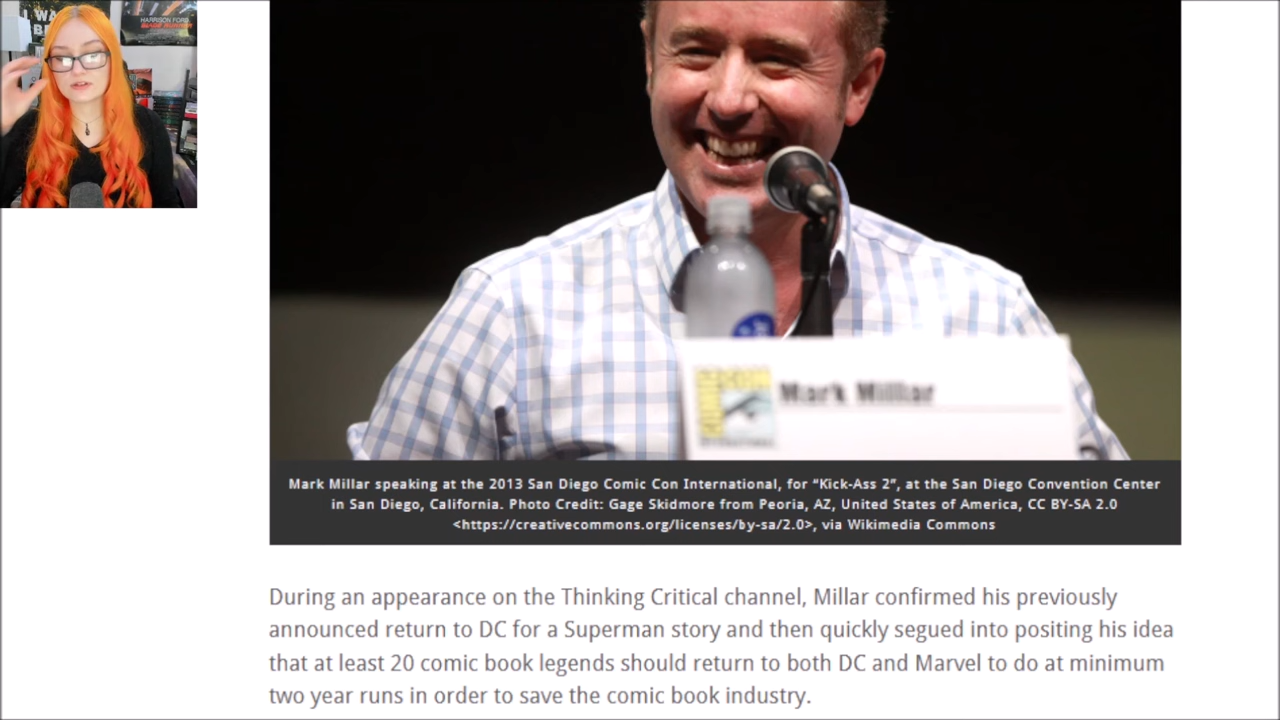 HARRISON FORD
Mark Millar
Mark Millar speaking at the 2013 San Diego Comic Con International, for “Kick-Ass 2”, at the San Diego Convention Center
in San Diego, California. Photo Credit: Gage Skidmore from Peoria, AZ, United States of America, CC BY-SA 2.0
<https://creativecommons.org/licenses/by-sa/2.0>, via Wikimedia Commons
During an appearance on the Thinking Critical channel, Millar confirmed his previously
announced return to DC for a Superman story and then quickly segued into positing his idea
that at least 20 comic book legends should return to both DC and Marvel to do at minimum
two year runs in order to save the comic book industry.